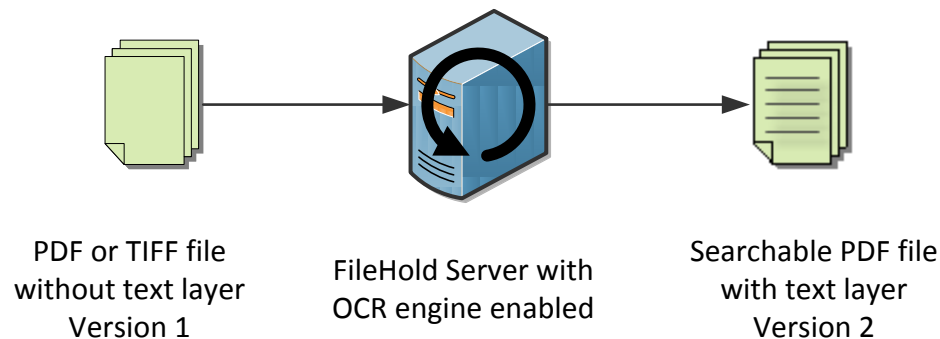 PDF or TIFF file
without text layer
Version 1
FileHold Server with
OCR engine enabled
Searchable PDF file
with text layer
Version 2